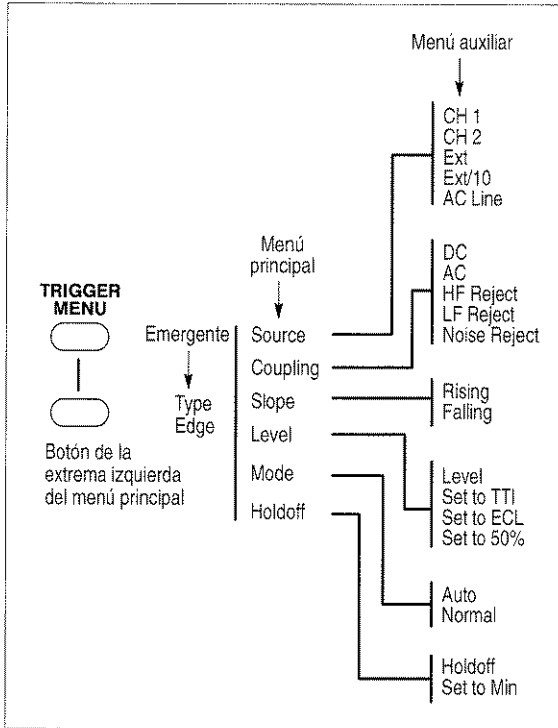 Menú auxiliar
CH 1
CH 2
Ext
Ext/10
AC Line
Menú
principal
DC
AC
HF Reject
LF Reject
Noise Reject
TRIGGER
MENU
Emergente
Type
Edge
Source
Coupling
Slope
Level
Mode
Holdoff
Rising
Falling
Botón de la
extrema izquierda
del menú principal
Level
Set to TTl
Set to ECL
Set to 50%
Auto
Normal
Holdoff
Set to Min